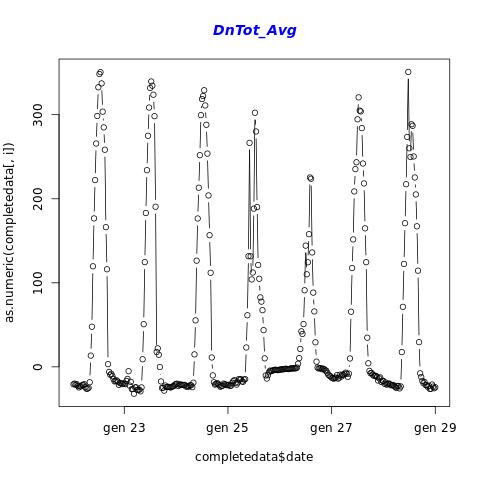 DnTot_Avg
as.numeric(completedata[, i])
300
200
100
0
gen 23
gen 25
gen 27
gen 29
completedata$date